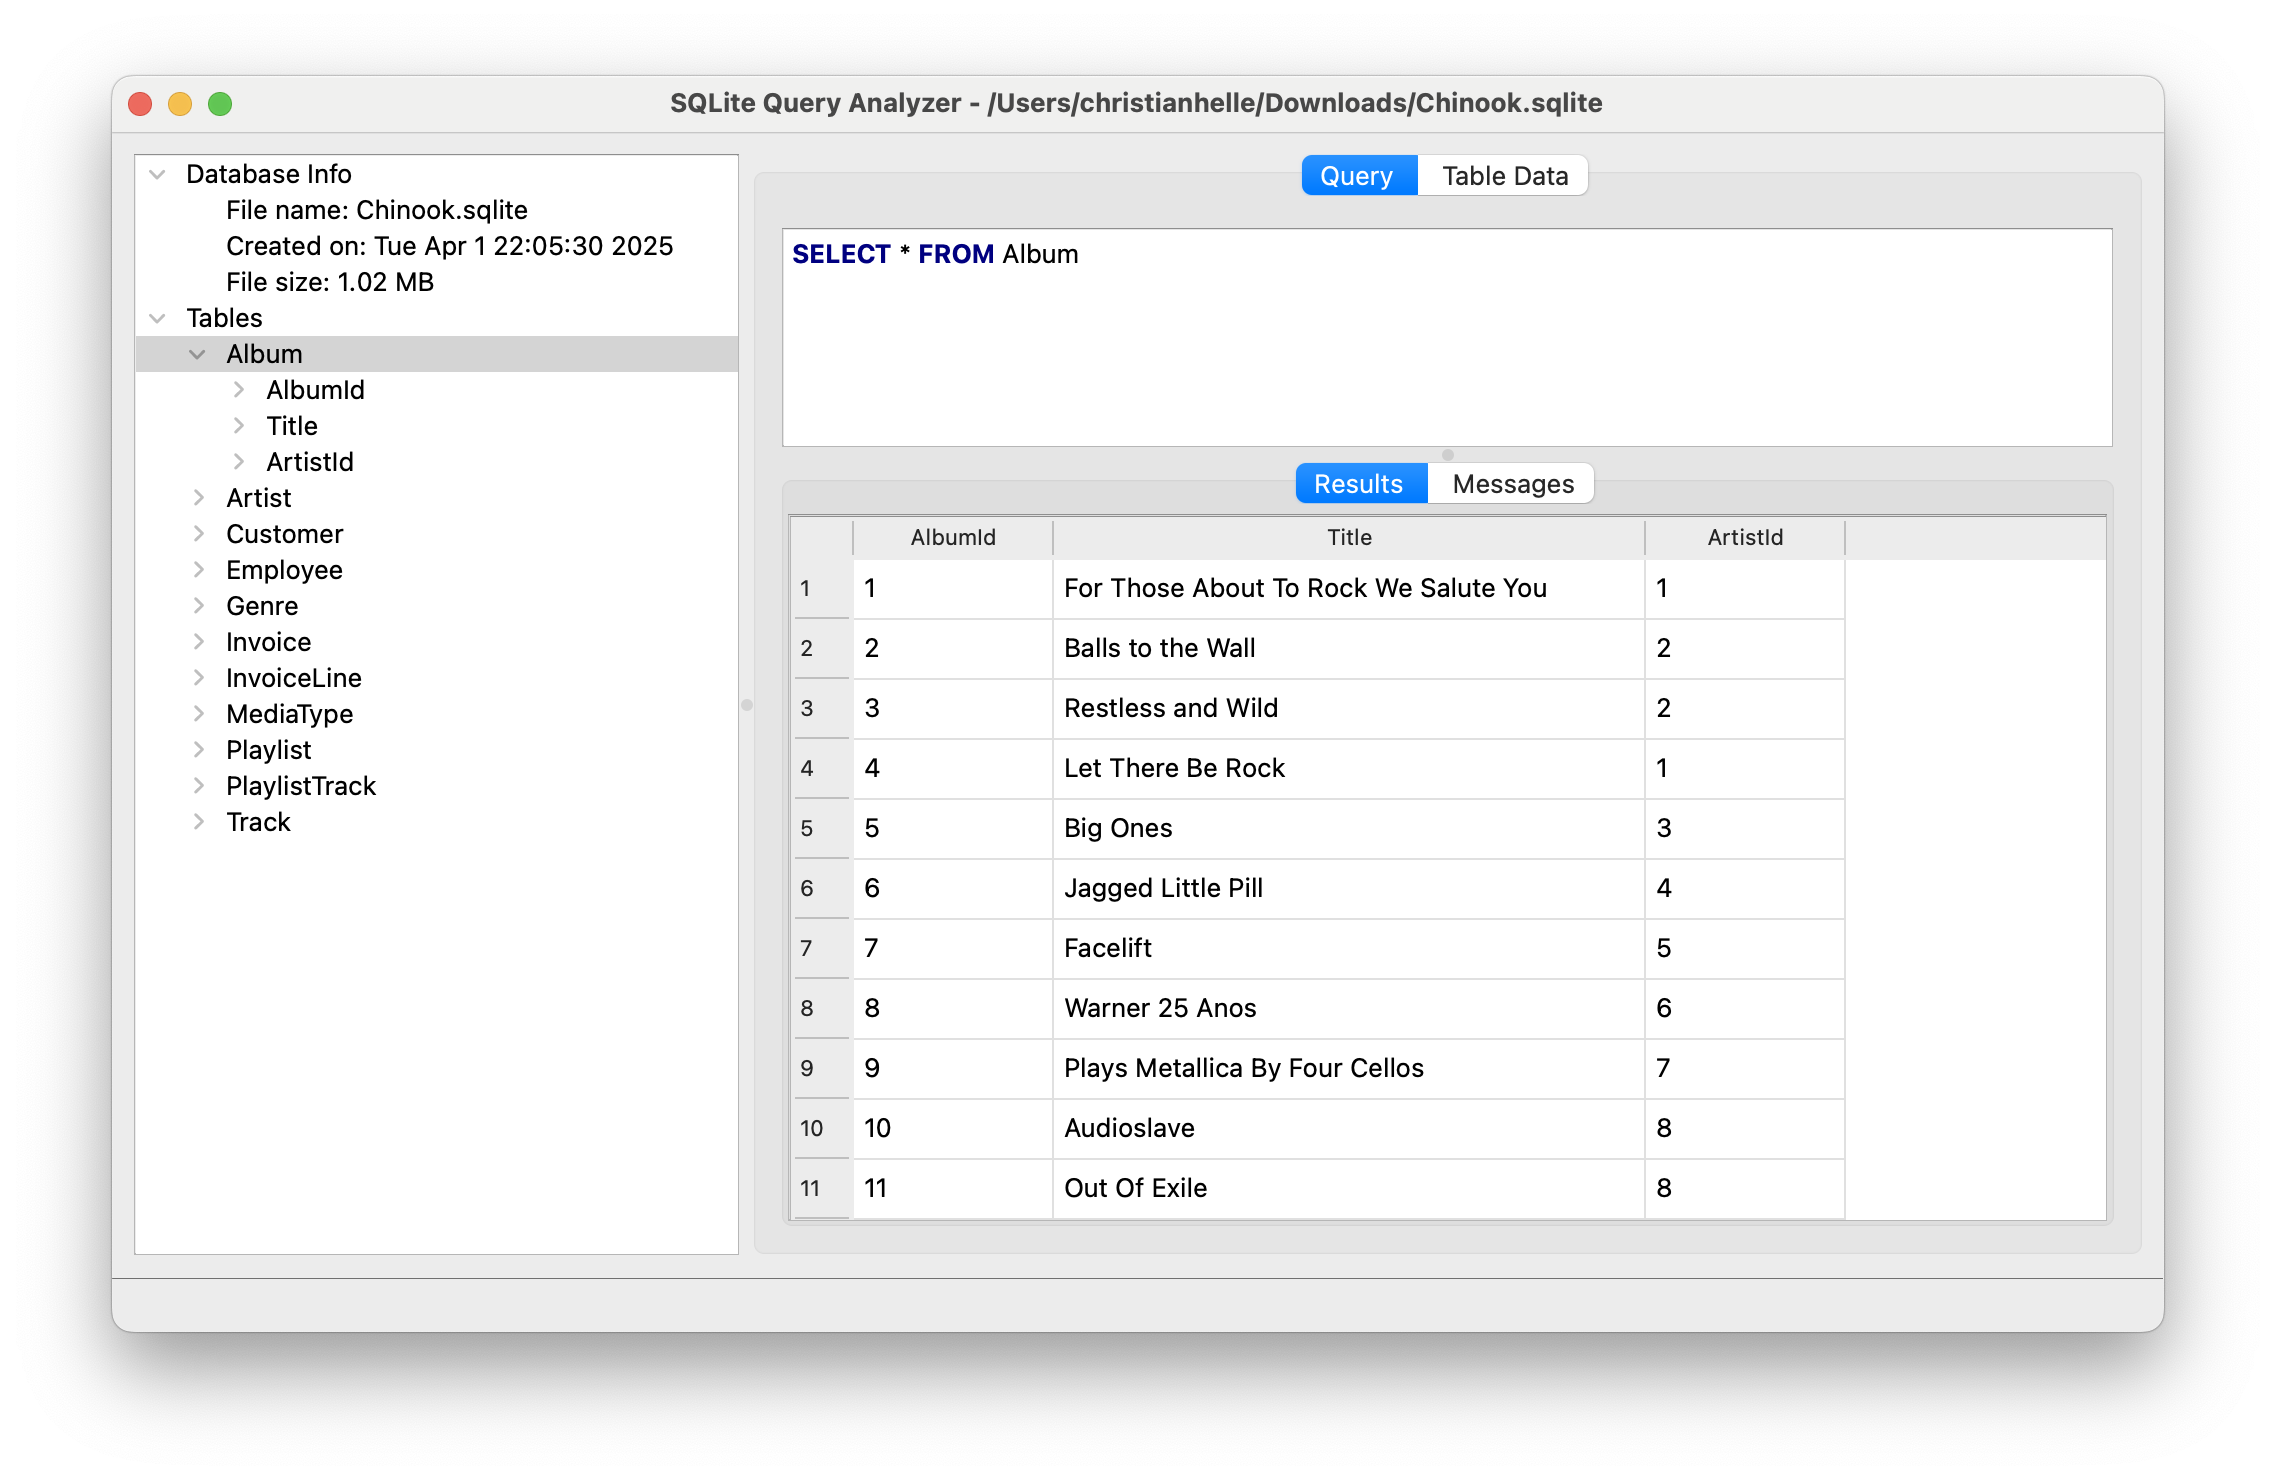 SQLite Query Analyzer - /Users/christianhelle/Downloads/Chinook.sqlite
Database Info
File name: Chinook.sqlite
Created on: Tue Apr 1 22:05:30 2025
File size: 1.02 MB
Tables
Album
AlbumId
Title
ArtistId
Artist
Customer
Employee
Genre
Invoice
InvoiceLine
MediaType
Playlist
PlaylistTrack
Track
Query Table Data
SELECT * FROM Album
Results Messages
AlbumId Title ArtistId
1 1 For Those About To Rock We Salute You 1
2 2 Balls to the Wall 2
3 3 Restless and Wild 2
4 4 Let There Be Rock 1
5 5 Big Ones 3
6 6 Jagged Little Pill 4
7 7 Facelift 5
8 8 Warner 25 Anos 6
9 9 Plays Metallica By Four Cellos 7
10 10 Audioslave 8
11 11 Out Of Exile 8